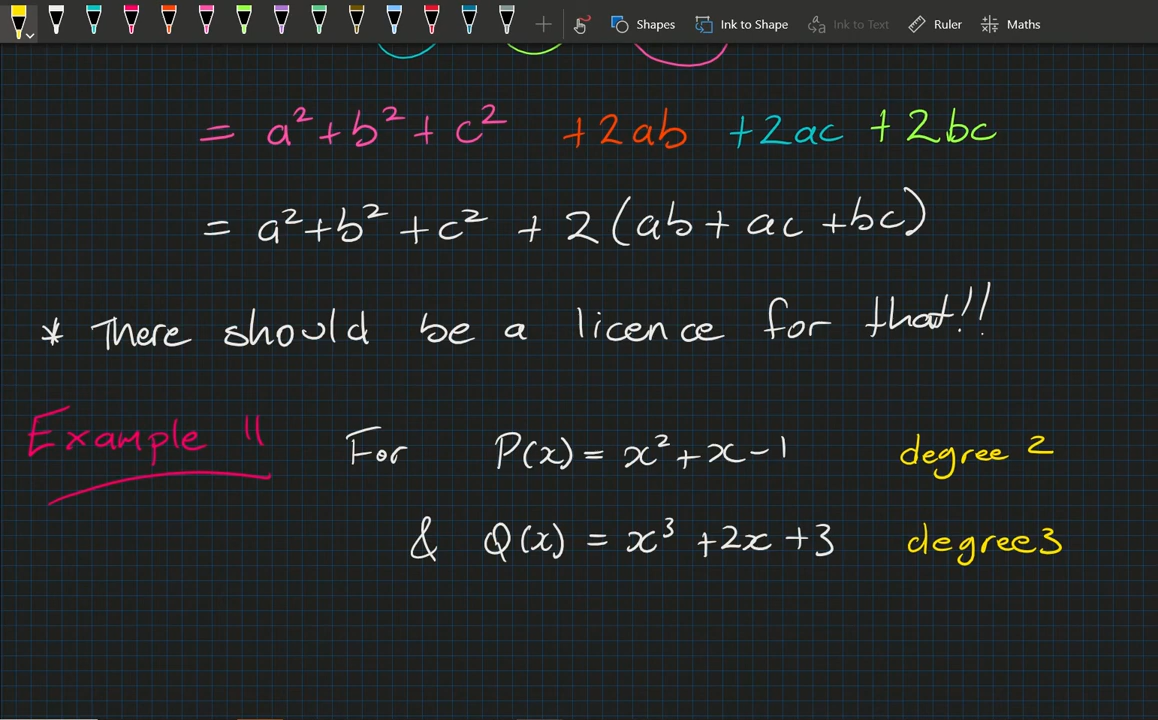 Shapes Ink to Shape Ink to Text Ruler Maths
= a² + b² + c² + 2ab + 2ac + 2bc
= a² + b² + c² + 2(ab + ac + bc)
* There should be a licence for that!!
Example 11 For P(x) = x² + x - 1 degree 2
& Q(x) = x³ + 2x + 3 degree 3